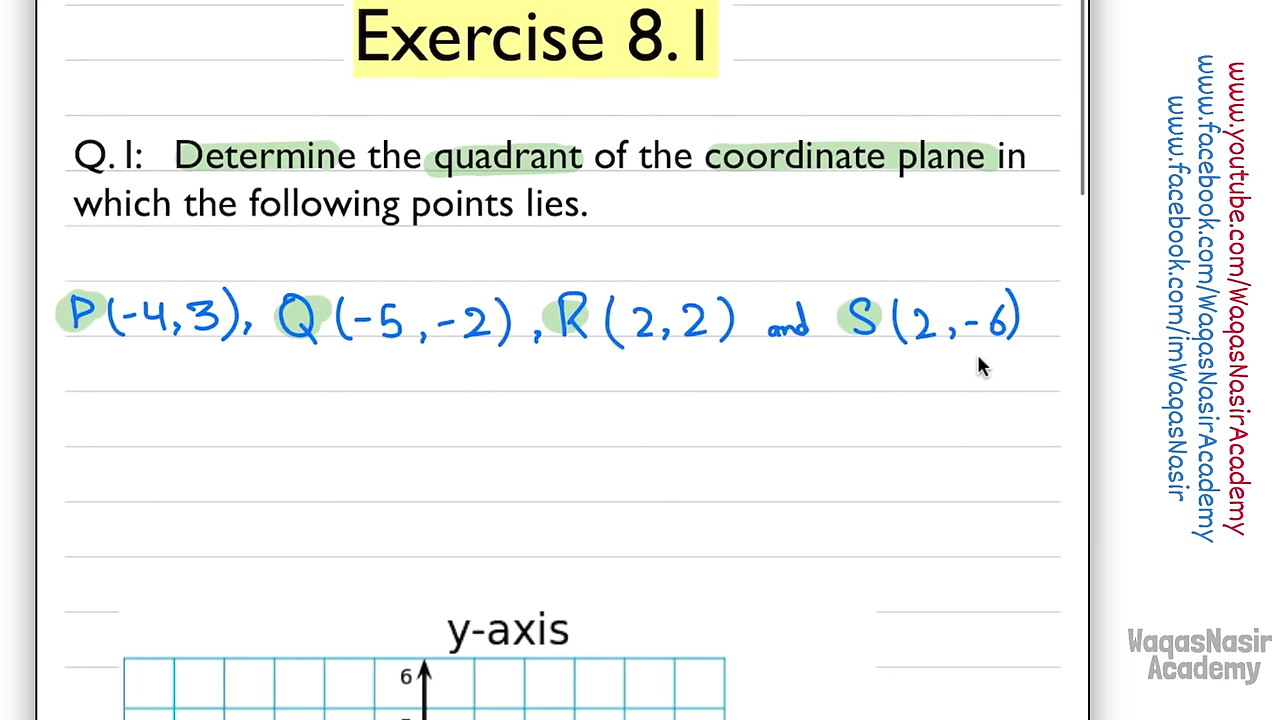 Exercise 8.1
Q.1: Determine the quadrant of the coordinate plane in
which the following points lies.
P(-4,3), Q(-5,-2), R(2,2) and S(2,-6)
y-axis
6
www.youtube.com/WaqasNasirAcademy
www.facebook.com/WaqasNasirAcademy
www.facebook.com/imWaqasNasir
WaqasNasir
Academy